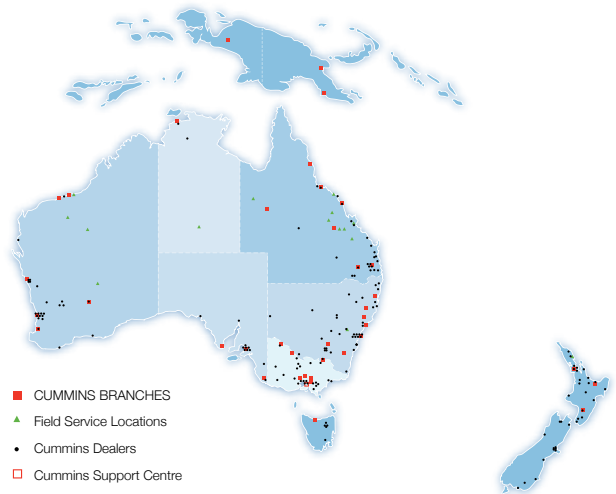 CUMMINS BRANCHES
Field Service Locations
Cummins Dealers
Cummins Support Centre